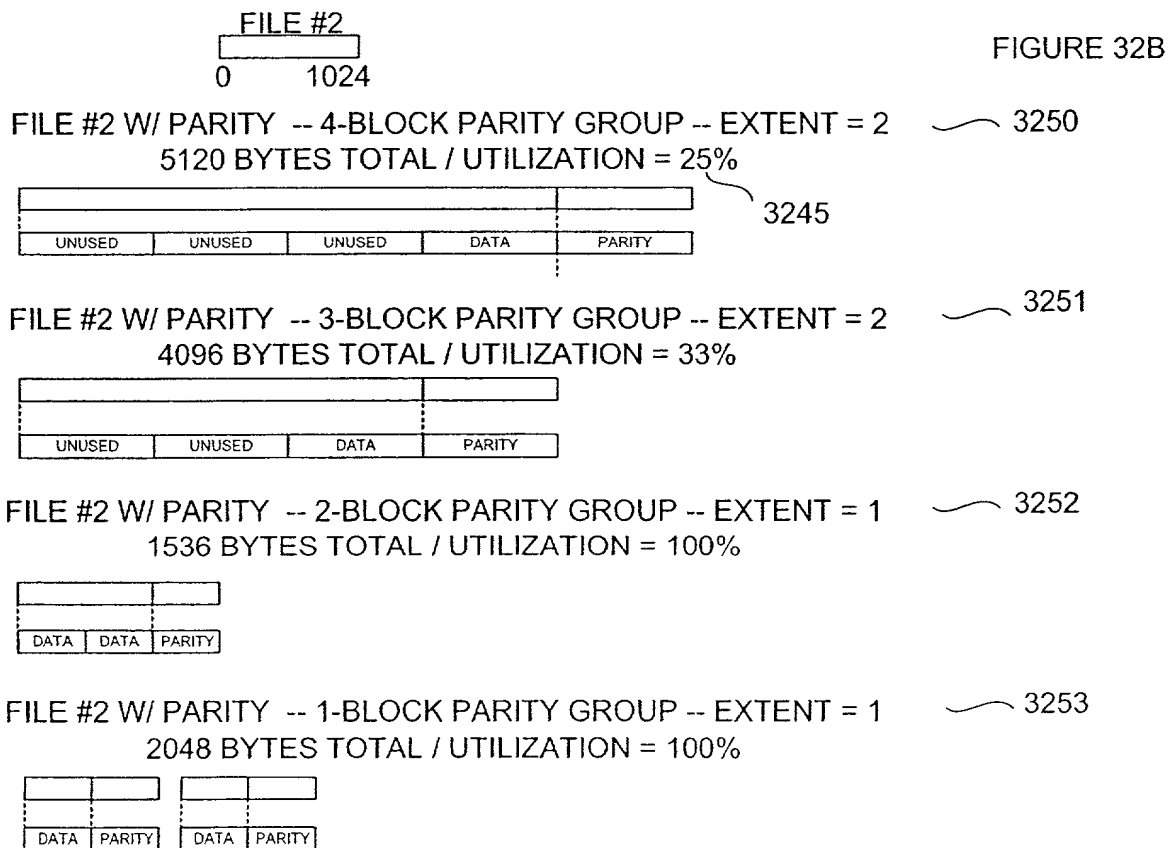 FILE #2
0 1024
FIGURE 32B
FILE #2 W/ PARITY -- 4-BLOCK PARITY GROUP -- EXTENT = 2 3250
5120 BYTES TOTAL / UTILIZATION = 25%
3245
UNUSED UNUSED UNUSED DATA PARITY
FILE #2 W/ PARITY -- 3-BLOCK PARITY GROUP -- EXTENT = 2 3251
4096 BYTES TOTAL / UTILIZATION = 33%
UNUSED UNUSED DATA PARITY
FILE #2 W/ PARITY -- 2-BLOCK PARITY GROUP -- EXTENT = 1 3252
1536 BYTES TOTAL / UTILIZATION = 100%
DATA DATA PARITY
FILE #2 W/ PARITY -- 1-BLOCK PARITY GROUP -- EXTENT = 1 3253
2048 BYTES TOTAL / UTILIZATION = 100%
DATA PARITY DATA PARITY